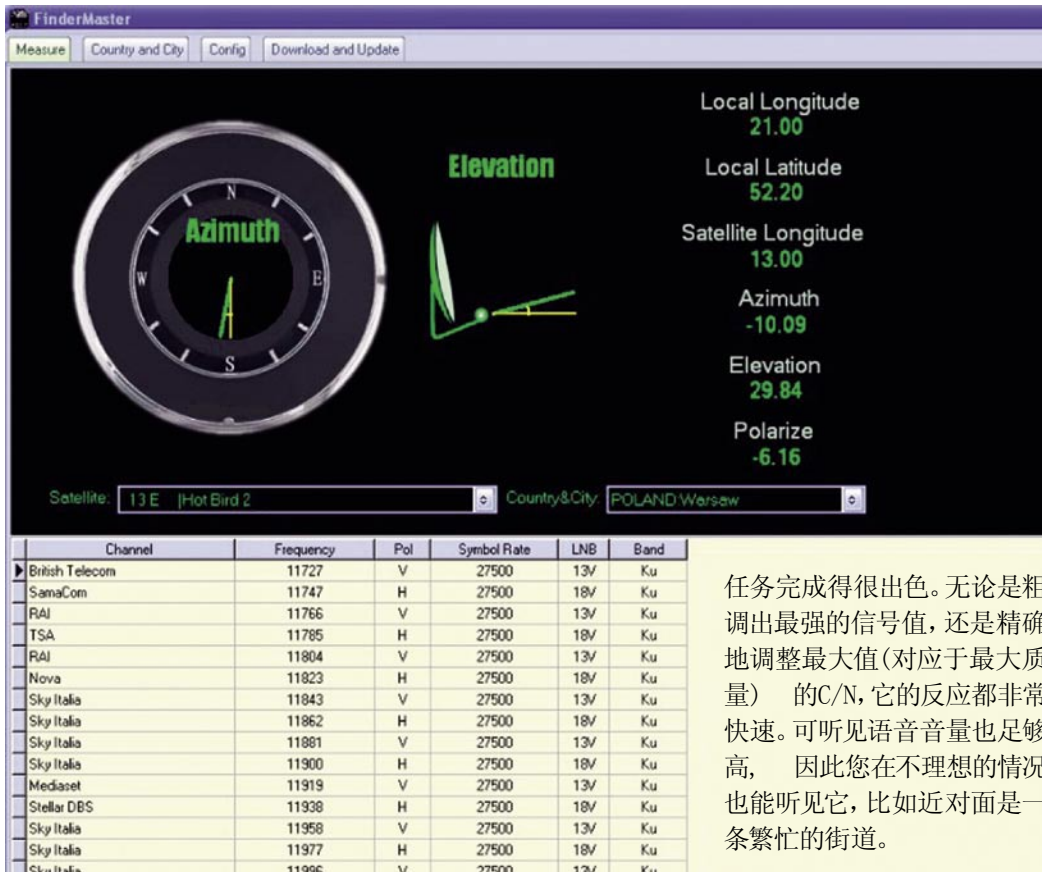 FinderMaster
Measure Country and City Config Download and Update
N
E
S
W
Azimuth
Elevation
Local Longitude
21.00
Local Latitude
52.20
Satellite Longitude
13.00
Azimuth
-10.09
Elevation
29.84
Polarize
-6.16
Satellite: 13 E |Hot Bird 2 Country&City: POLAND:Warsaw
Channel Frequency Pol Symbol Rate LNB Band
British Telecom 11727 V 27500 13V Ku
SamaCom 11747 H 27500 18V Ku
RAI 11766 V 27500 13V Ku
TSA 11785 H 27500 18V Ku
RAI 11804 V 27500 13V Ku
Nova 11823 H 27500 18V Ku
Sky Italia 11843 V 27500 13V Ku
Sky Italia 11862 H 27500 18V Ku
Sky Italia 11881 V 27500 13V Ku
Sky Italia 11900 H 27500 18V Ku
Mediaset 11919 V 27500 13V Ku
Stellar DBS 11938 H 27500 18V Ku
Sky Italia 11958 V 27500 13V Ku
Sky Italia 11977 H 27500 18V Ku
Sky Italia 11996 V 27500 13V Ku
任务完成得很出色。无论是粗
调出最强的信号值,还是精确
地调整最大值(对应于最大质
量) 的C/N,它的反应都非常
快速。可听见语音音量也足够
高, 因此您在不理想的情况
也能听见它,比如近对面是一
条繁忙的街道。